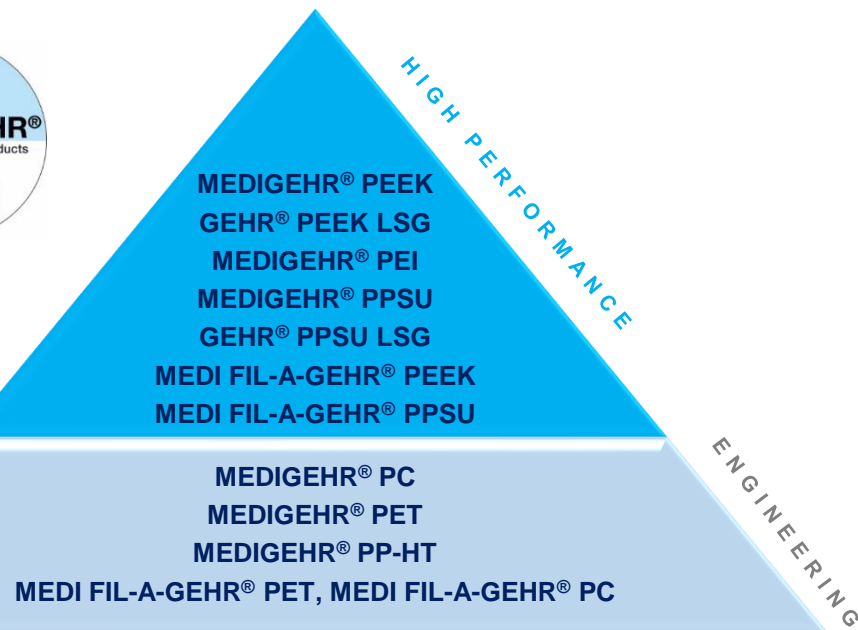 HR®
ducts
HIGH PERFORMANCE
MEDIGEHR® PEEK
GEHR® PEEK LSG
MEDIGEHR® PEI
MEDIGEHR® PPSU
GEHR® PPSU LSG
MEDI FIL-A-GEHR® PEEK
MEDI FIL-A-GEHR® PPSU
ENGINEERING
MEDIGEHR® PC
MEDIGEHR® PET
MEDIGEHR® PP-HT
MEDI FIL-A-GEHR® PET, MEDI FIL-A-GEHR® PC